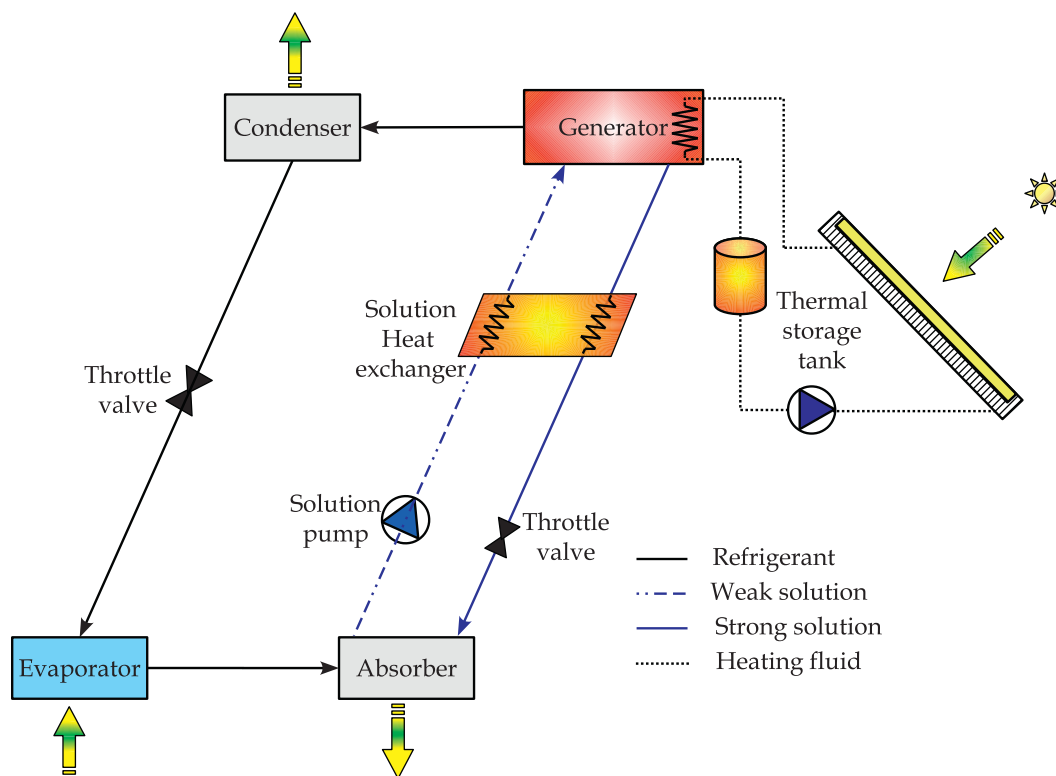 Condenser
Generator
Solution
Heat
exchanger
Thermal
storage
tank
Throttle
valve
Solution
pump
Throttle
valve
Refrigerant
Weak solution
Strong solution
Heating fluid
Evaporator
Absorber